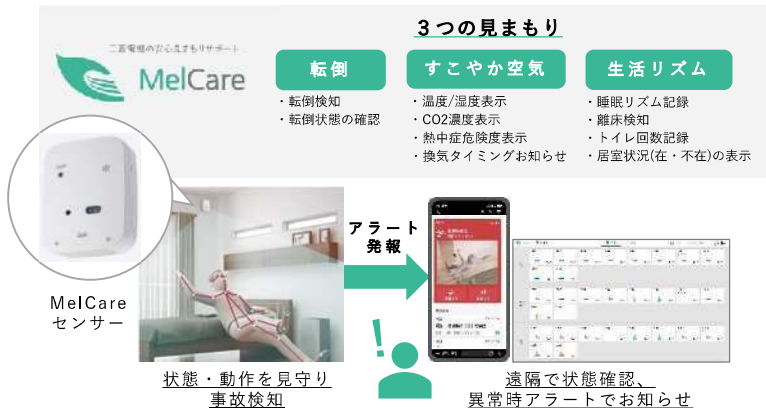 三菱電機の安心見まもりサポート
MelCare
3つの見まもり
転倒
・転倒検知
・転倒状態の確認
すこやか空気
・温度/湿度表示
・CO2濃度表示
・熱中症危険度表示
・換気タイミングお知らせ
生活リズム
・睡眠リズム記録
・離床検知
・トイレ回数記録
・居室状況(在・不在)の表示
MelCare
センサー
アラート
発報
!
状態・動作を見守り
事故検知
遠隔で状態確認、
異常時アラートでお知らせ